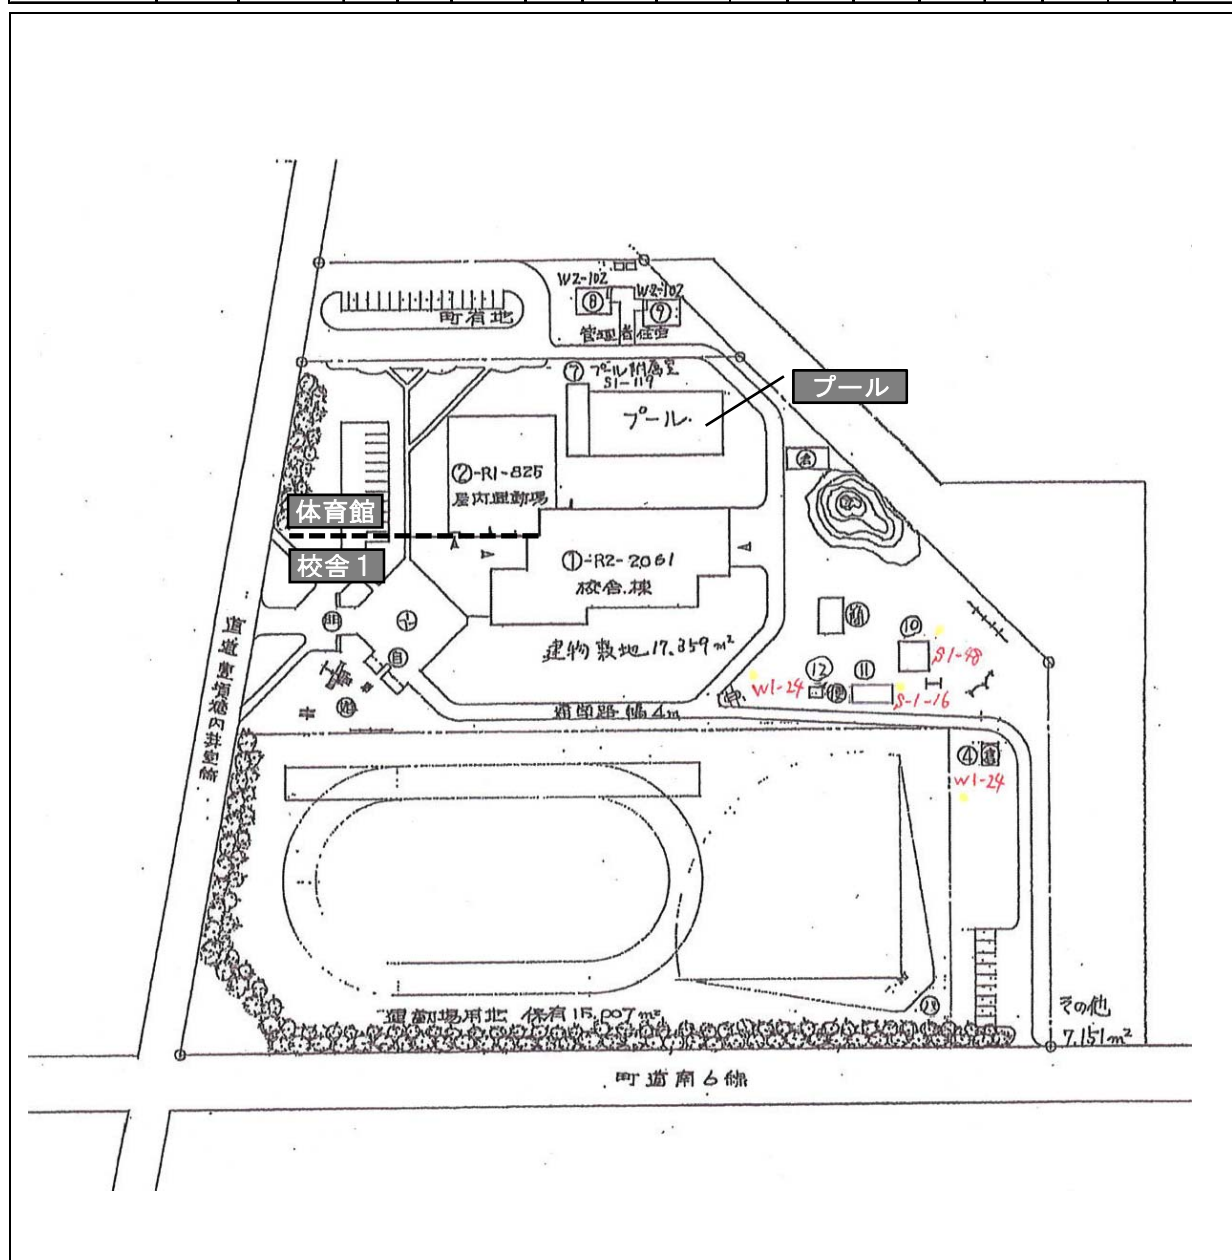 W2-102
W2-102
⑧
⑨
町有地
管理者住宅
⑦ プール附属室
S1-119
プール
プール
②-R1-825
屋内運動場
体育館
校舎1
①-R2-2,061
校舎棟
建物敷地17,359㎡
⑩
S1-48
⑫
⑪
W1-24
S-1-16
幅4m
④
W1-24
運動場用地 保有15,007㎡
その他
7,151㎡
町道南6線